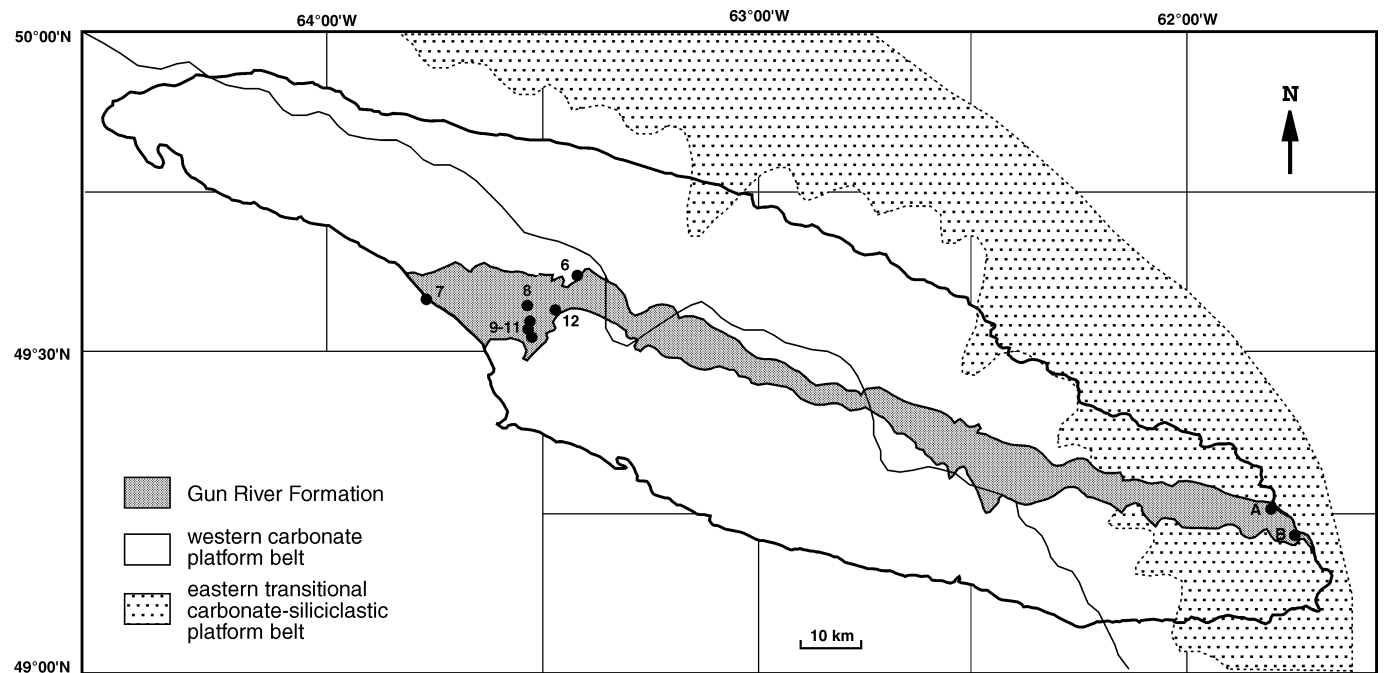 64°00'W
63°00'W
62°00'W
50°00'N
N
6
7
8
9-11
12
49°30'N
A
B
Gun River Formation
western carbonate
platform belt
eastern transitional
carbonate-siliciclastic
platform belt
10 km
49°00'N